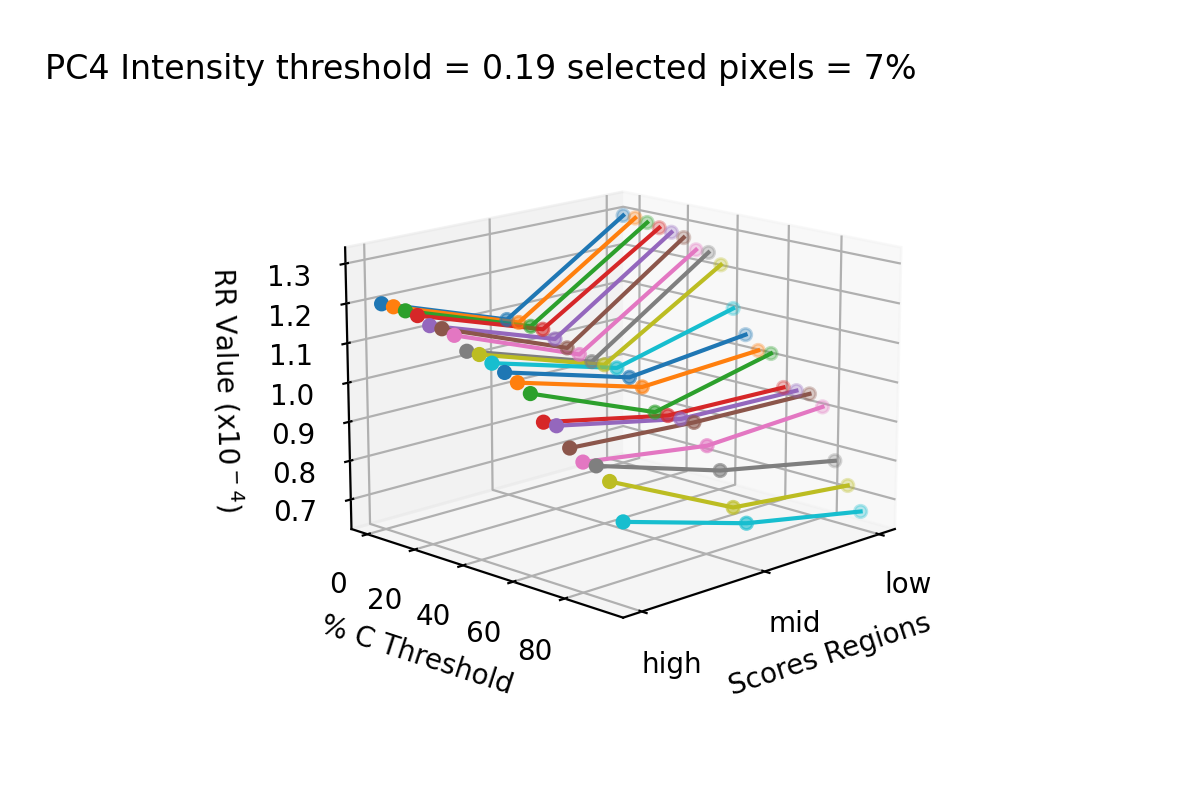 PC4 Intensity threshold = 0.19 selected pixels = 7%
1.3
1.2
1.1
1.0
0.9
0.8
0.7
RR Value (x10⁻⁴)
0
20
40
60
80
% C Threshold
high
mid
low
Scores Regions